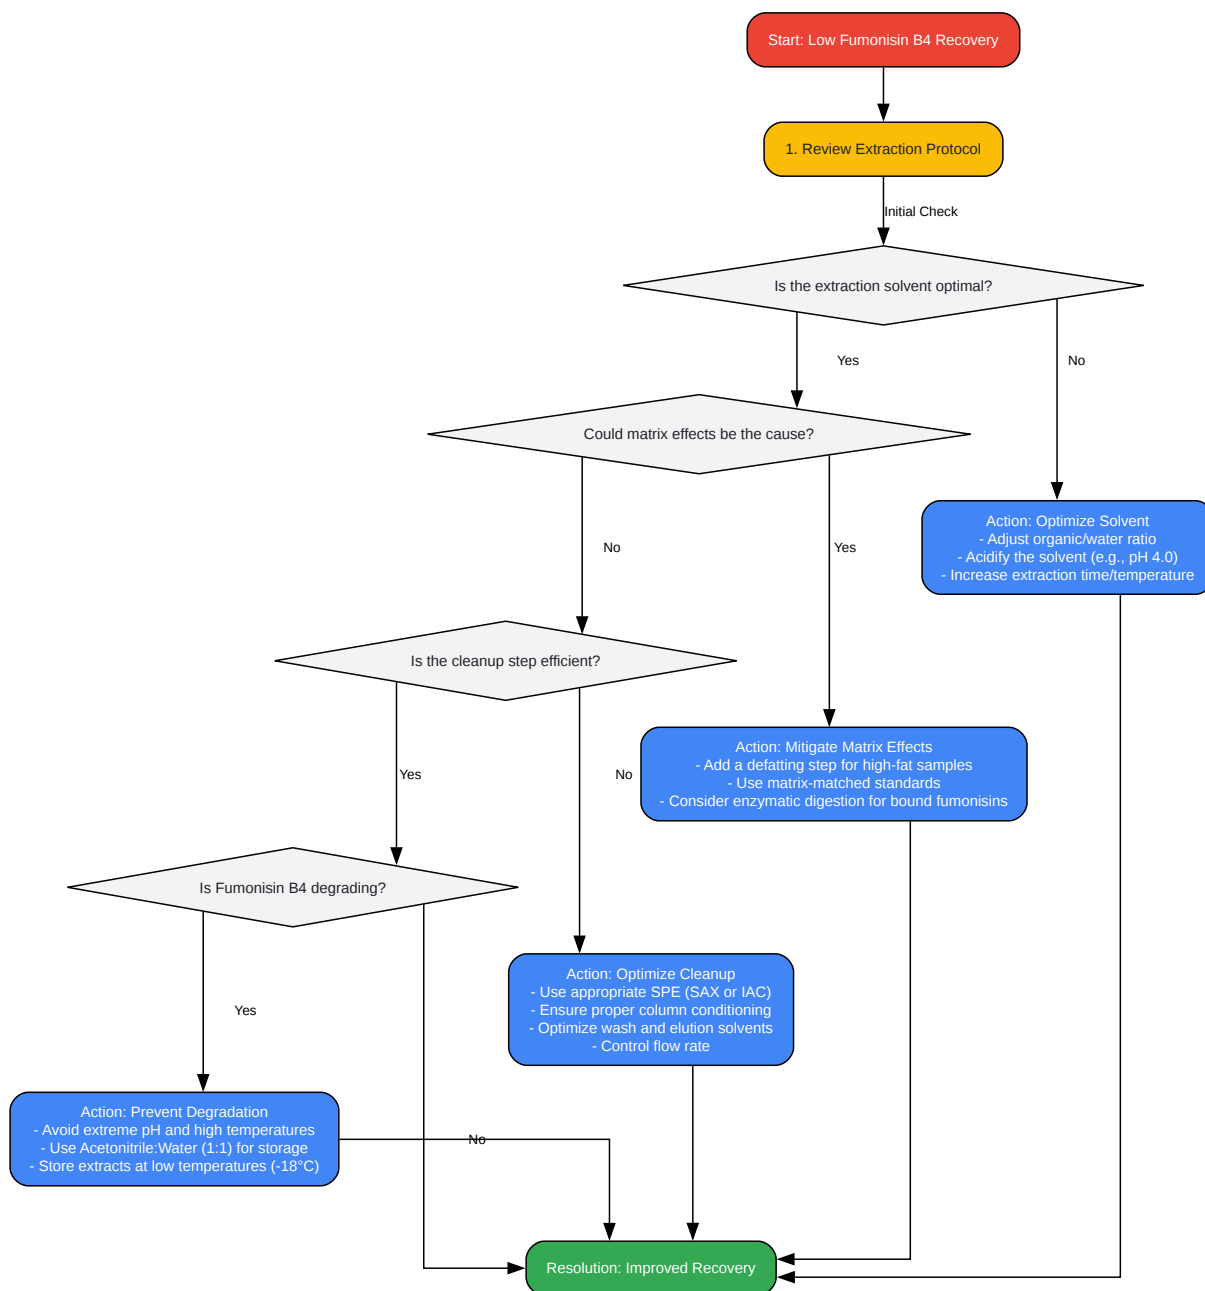 Start: Low Fumonisin B4 Recovery
1. Review Extraction Protocol
Initial Check
Is the extraction solvent optimal?
Yes
No
Could matrix effects be the cause?
Action: Optimize Solvent
- Adjust organic/water ratio
- Acidify the solvent (e.g., pH 4.0)
- Increase extraction time/temperature
No
Yes
Is the cleanup step efficient?
Action: Mitigate Matrix Effects
- Add a defatting step for high-fat samples
- Use matrix-matched standards
- Consider enzymatic digestion for bound fumonisins
Yes
No
Is Fumonisin B4 degrading?
Action: Optimize Cleanup
- Use appropriate SPE (SAX or IAC)
- Ensure proper column conditioning
- Optimize wash and elution solvents
- Control flow rate
Yes
Action: Prevent Degradation
- Avoid extreme pH and high temperatures
- Use Acetonitrile:Water (1:1) for storage
- Store extracts at low temperatures (-18°C)
No
Resolution: Improved Recovery